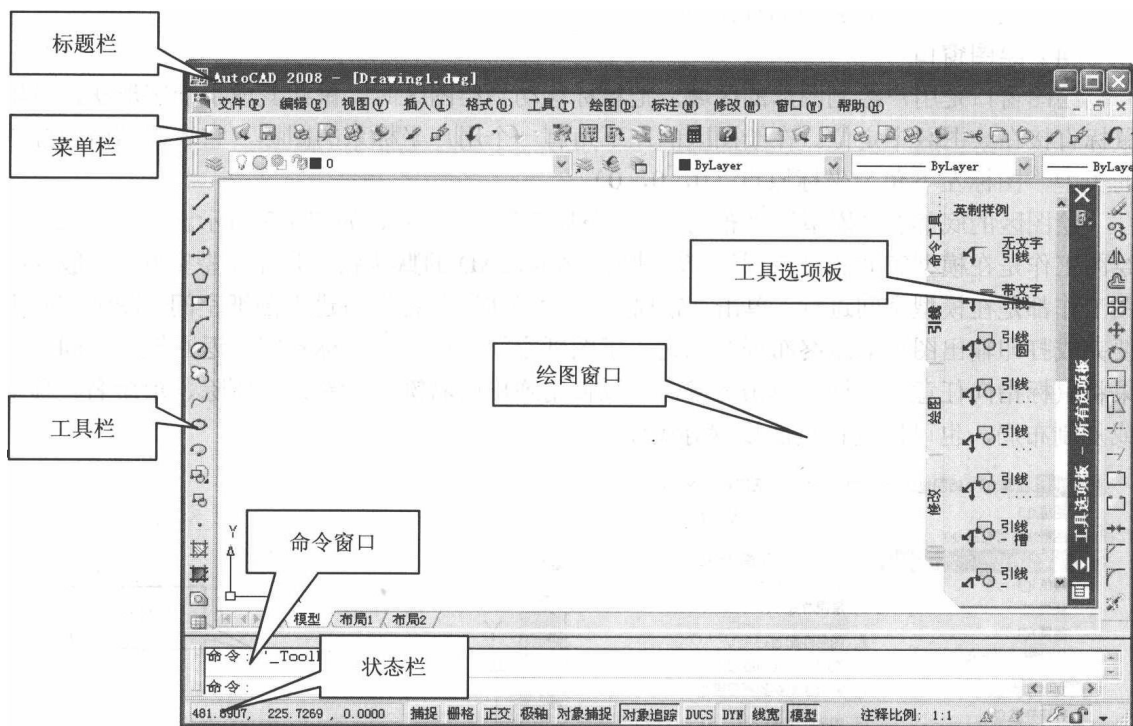 标题栏
AutoCAD 2008 - [Drawing1.dwg]
文件(F) 编辑(E) 视图(V) 插入(I) 格式(O) 工具(T) 绘图(D) 标注(N) 修改(M) 窗口(W) 帮助(H)
菜单栏
0
ByLayer
ByLayer
ByLaye
英制样例
命令工具...
无文字
引线
工具选项板
带文字
引线
引线
引线
- 圆
绘图窗口
引线
- ...
绘图
工具选项板 - 所有选项板
工具栏
引线
- ...
引线
- ...
修改
引线
- 槽
Y
命令窗口
引线
X
模型 布局1 布局2
命令: '_Tool
状态栏
命令:
481.6907, 225.7269, 0.0000 捕捉 栅格 正交 极轴 对象捕捉 对象追踪 DUCS DYN 线宽 模型 注释比例: 1:1